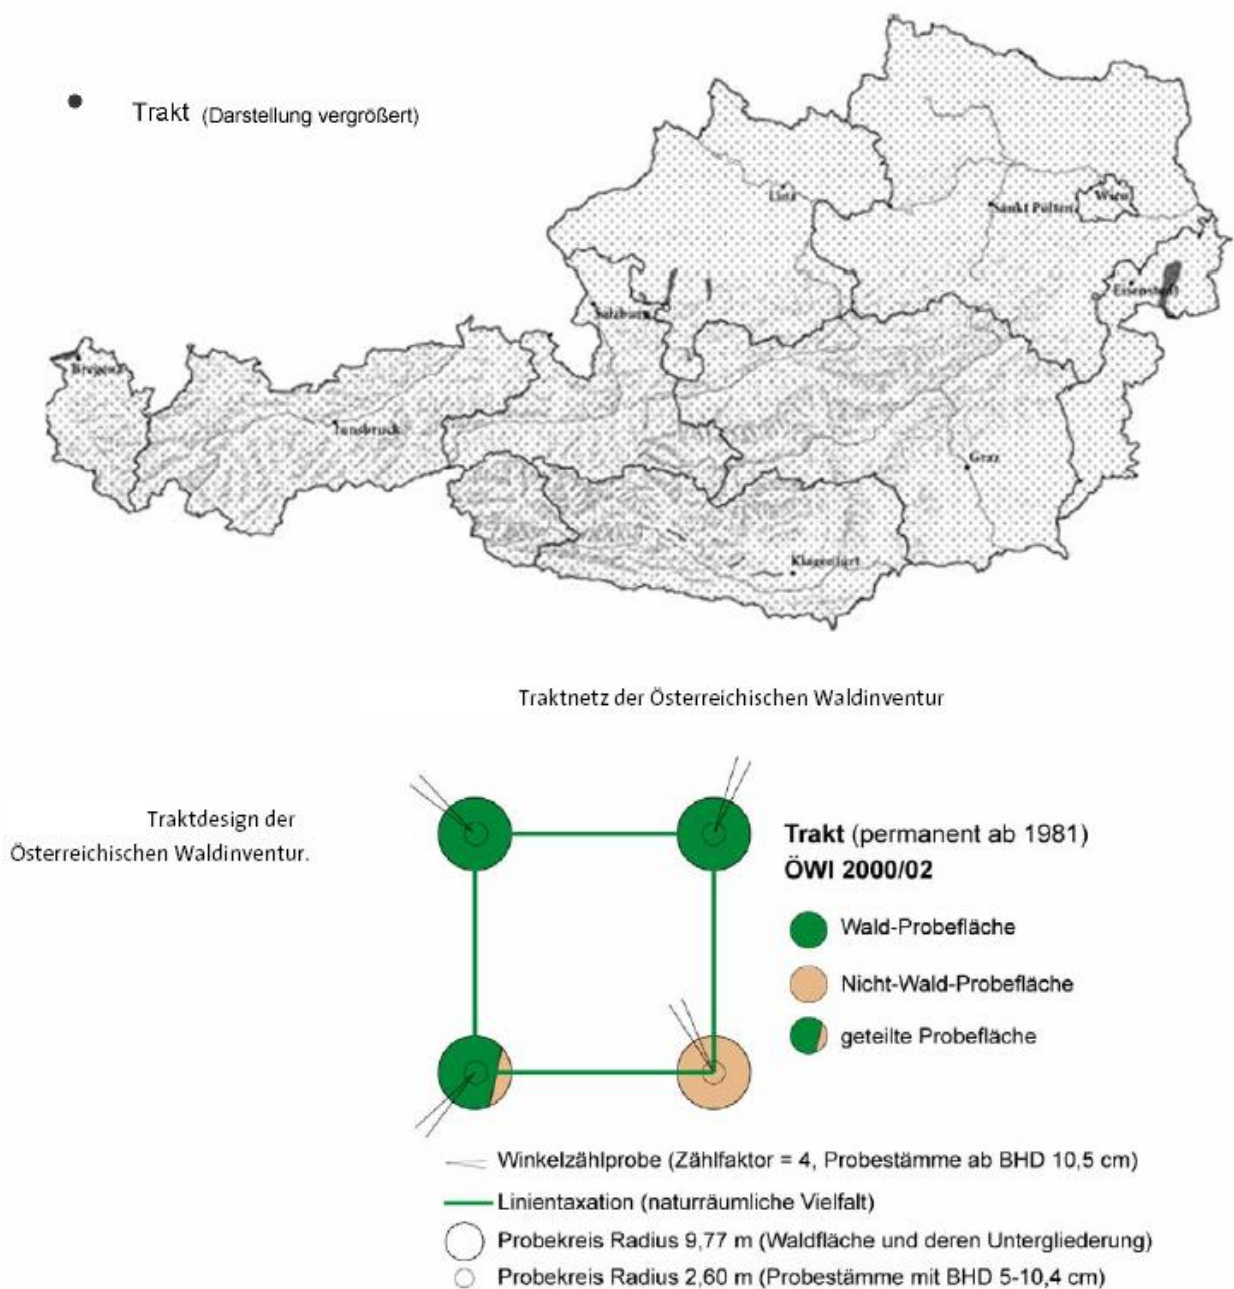 Trakt (Darstellung vergrößert)
Linz
Sankt Pölten
Wien
Eisenstadt
Salzburg
Bregenz
Innsbruck
Graz
Klagenfurt
Traktnetz der Österreichischen Waldinventur
Traktdesign der
Österreichischen Waldinventur.
Trakt (permanent ab 1981)
ÖWI 2000/02
Wald-Probefläche
Nicht-Wald-Probefläche
geteilte Probefläche
Winkelzählprobe (Zählfaktor = 4, Probestämme ab BHD 10,5 cm)
Linientaxation (naturräumliche Vielfalt)
Probekreis Radius 9,77 m (Waldfläche und deren Untergliederung)
Probekreis Radius 2,60 m (Probestämme mit BHD 5-10,4 cm)